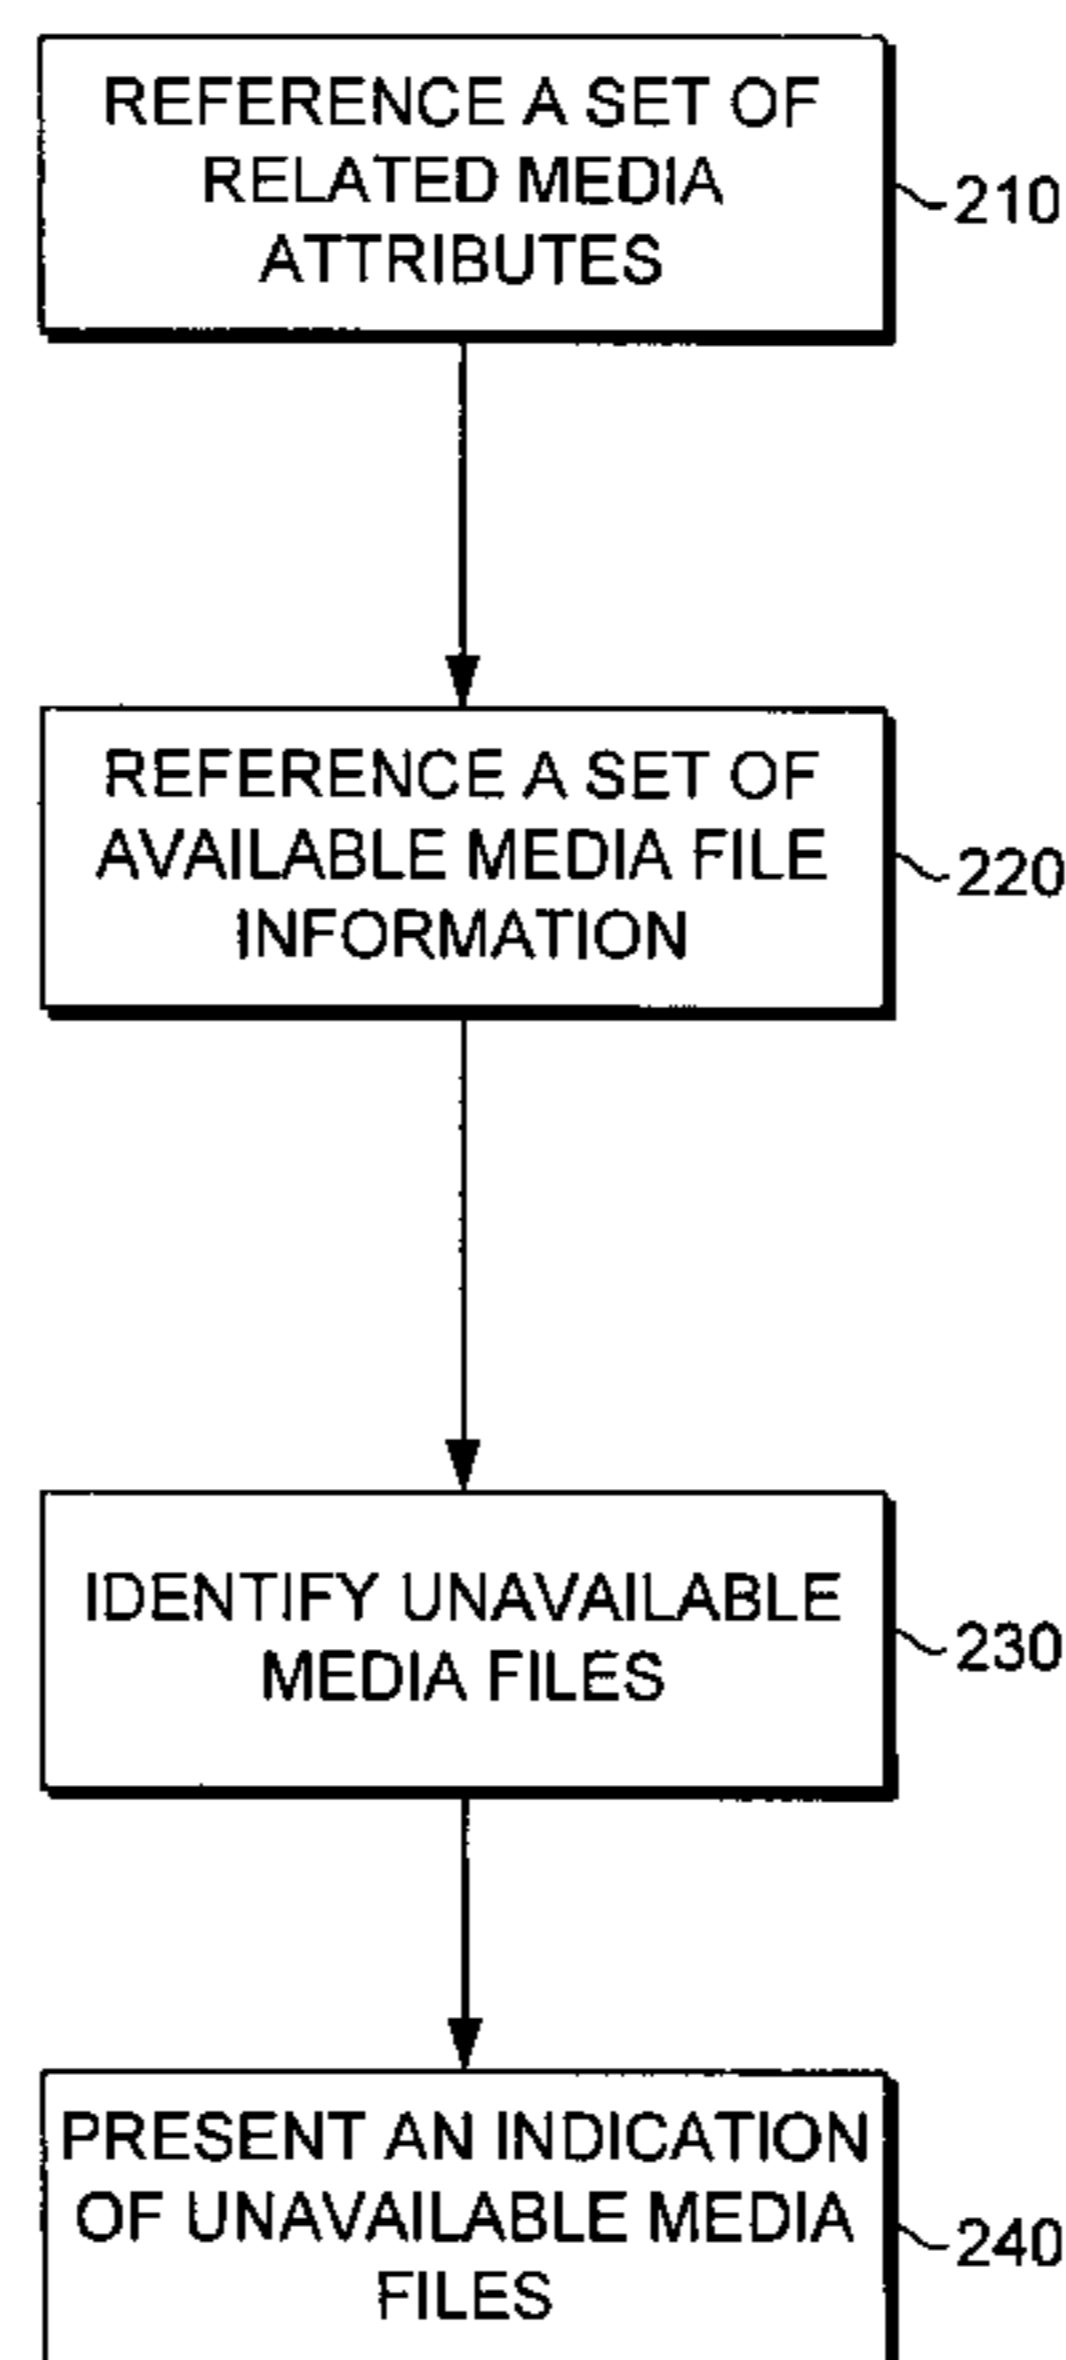 REFERENCE A SET OF
RELATED MEDIA
ATTRIBUTES
210
REFERENCE A SET OF
AVAILABLE MEDIA FILE
INFORMATION
220
IDENTIFY UNAVAILABLE
MEDIA FILES
230
PRESENT AN INDICATION
OF UNAVAILABLE MEDIA
FILES
240